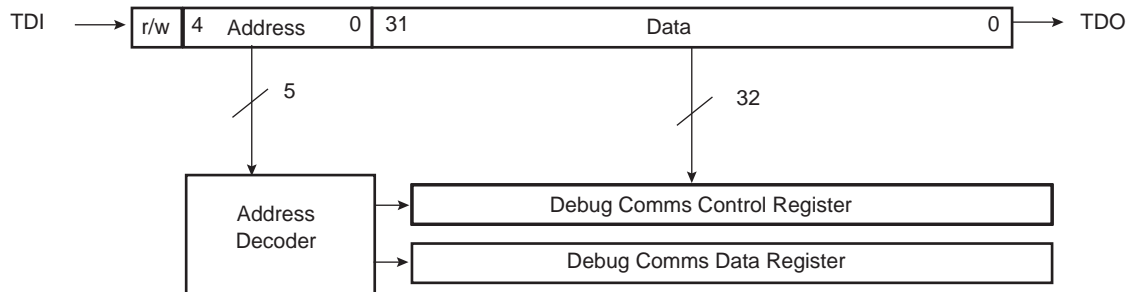 TDI r/w 4 Address 0 31 Data 0 TDO
5
32
Address
Decoder
Debug Comms Control Register
Debug Comms Data Register